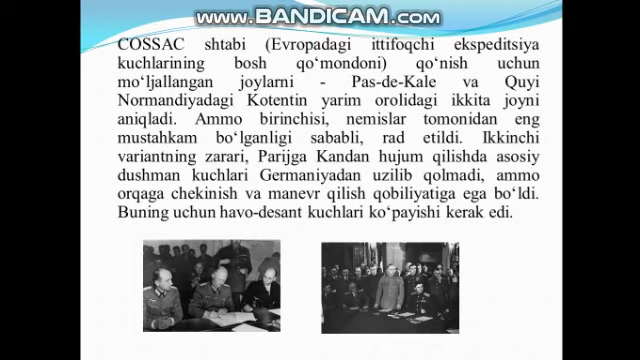 www.BANDICAM.com
COSSAC shtabi (Evropadagi ittifoqchi ekspeditsiya
kuchlarining bosh qo‘mondoni) qo‘nish uchun
mo‘ljallangan joylarni - Pas-de-Kale va Quyi
Normandiyadagi Kotentin yarim orolidagi ikkita joyni
aniqladi. Ammo birinchisi, nemislar tomonidan eng
mustahkam bo‘lganligi sababli, rad etildi. Ikkinchi
variantning zarari, Parijga Kandan hujum qilishda asosiy
dushman kuchlari Germaniyadan uzilib qolmadi, ammo
orqaga chekinish va manevr qilish qobiliyatiga ega bo‘ldi.
Buning uchun havo-desant kuchlari ko‘payishi kerak edi.